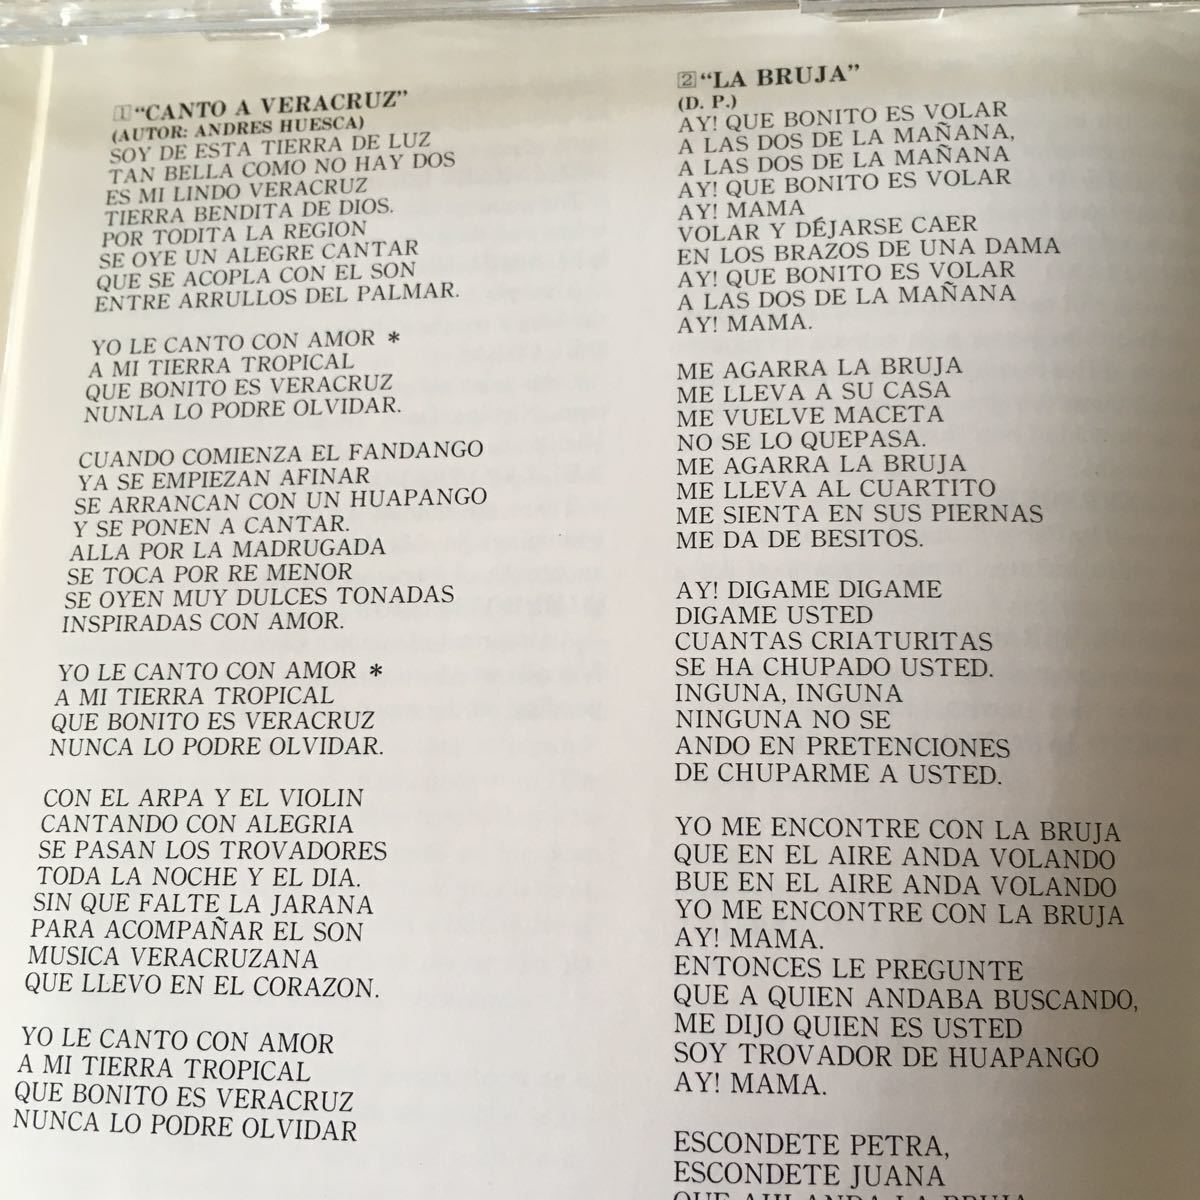 1 "CANTO A VERACRUZ"
(AUTOR: ANDRES HUESCA)
SOY DE ESTA TIERRA DE LUZ
TAN BELLA COMO NO HAY DOS
ES MI LINDO VERACRUZ
TIERRA BENDITA DE DIOS.
POR TODITA LA REGION
SE OYE UN ALEGRE CANTAR
QUE SE ACOPLA CON EL SON
ENTRE ARRULLOS DEL PALMAR.
YO LE CANTO CON AMOR *
A MI TIERRA TROPICAL
QUE BONITO ES VERACRUZ
NUNLA LO PODRE OLVIDAR.
CUANDO COMIENZA EL FANDANGO
YA SE EMPIEZAN AFINAR
SE ARRANCAN CON UN HUAPANGO
Y SE PONEN A CANTAR.
ALLA POR LA MADRUGADA
SE TOCA POR RE MENOR
SE OYEN MUY DULCES TONADAS
INSPIRADAS CON AMOR.
YO LE CANTO CON AMOR *
A MI TIERRA TROPICAL
QUE BONITO ES VERACRUZ
NUNCA LO PODRE OLVIDAR.
CON EL ARPA Y EL VIOLIN
CANTANDO CON ALEGRIA
SE PASAN LOS TROVADORES
TODA LA NOCHE Y EL DIA.
SIN QUE FALTE LA JARANA
PARA ACOMPAÑAR EL SON
MUSICA VERACRUZANA
QUE LLEVO EN EL CORAZON.
YO LE CANTO CON AMOR
A MI TIERRA TROPICAL
QUE BONITO ES VERACRUZ
NUNCA LO PODRE OLVIDAR
2 "LA BRUJA"
(D. P.)
AY! QUE BONITO ES VOLAR
A LAS DOS DE LA MAÑANA,
A LAS DOS DE LA MAÑANA
AY! QUE BONITO ES VOLAR
AY! MAMA
VOLAR Y DÉJARSE CAER
EN LOS BRAZOS DE UNA DAMA
AY! QUE BONITO ES VOLAR
A LAS DOS DE LA MAÑANA
AY! MAMA.
ME AGARRA LA BRUJA
ME LLEVA A SU CASA
ME VUELVE MACETA
NO SE LO QUEPASA.
ME AGARRA LA BRUJA
ME LLEVA AL CUARTITO
ME SIENTA EN SUS PIERNAS
ME DA DE BESITOS.
AY! DIGAME DIGAME
DIGAME USTED
CUANTAS CRIATURITAS
SE HA CHUPADO USTED.
INGUNA, INGUNA
NINGUNA NO SE
ANDO EN PRETENCIONES
DE CHUPARME A USTED.
YO ME ENCONTRE CON LA BRUJA
QUE EN EL AIRE ANDA VOLANDO
BUE EN EL AIRE ANDA VOLANDO
YO ME ENCONTRE CON LA BRUJA
AY! MAMA.
ENTONCES LE PREGUNTE
QUE A QUIEN ANDABA BUSCANDO,
ME DIJO QUIEN ES USTED
SOY TROVADOR DE HUAPANGO
AY! MAMA.
ESCONDETE PETRA,
ESCONDETE JUANA
QUE AHI ANDA LA BRUJA